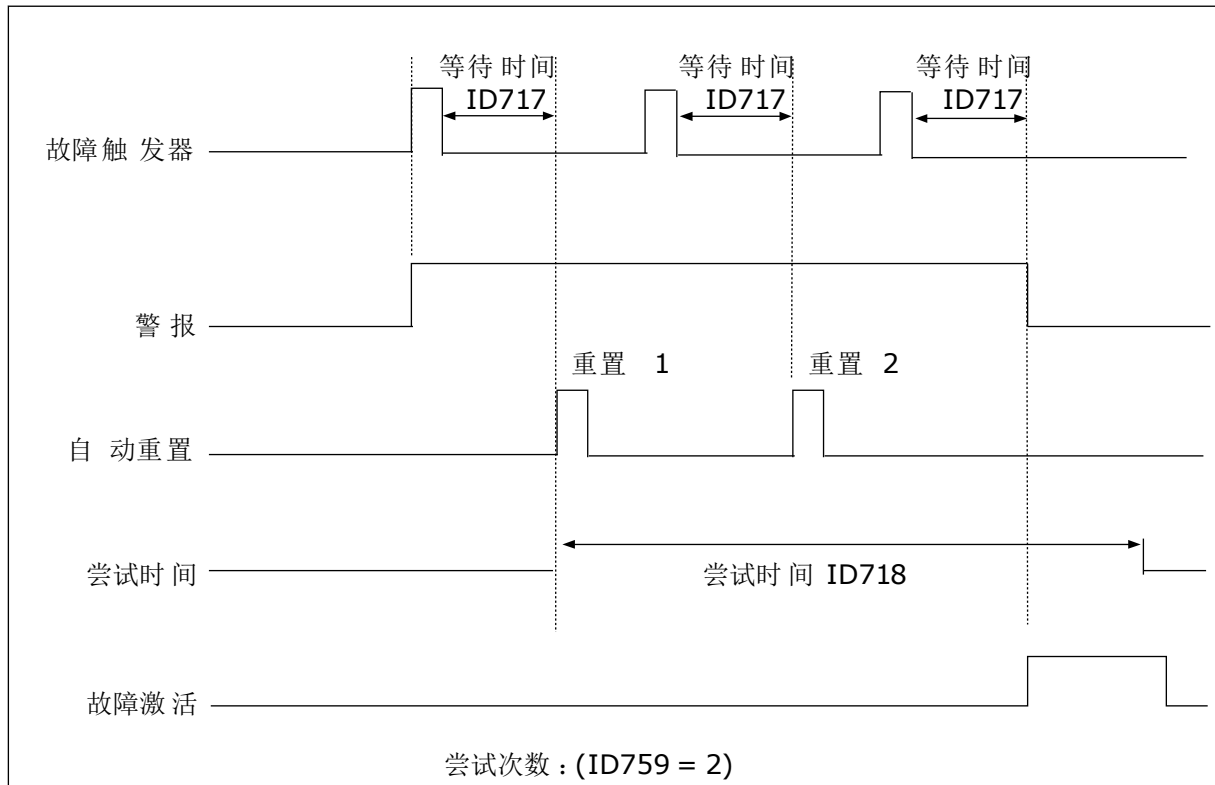 等待时间 等待时间 等待时间
ID717 ID717 ID717
故障触发器
警报
重置 1 重置 2
自动重置
尝试时间 尝试时间 ID718
故障激活
尝试次数：(ID759 = 2)